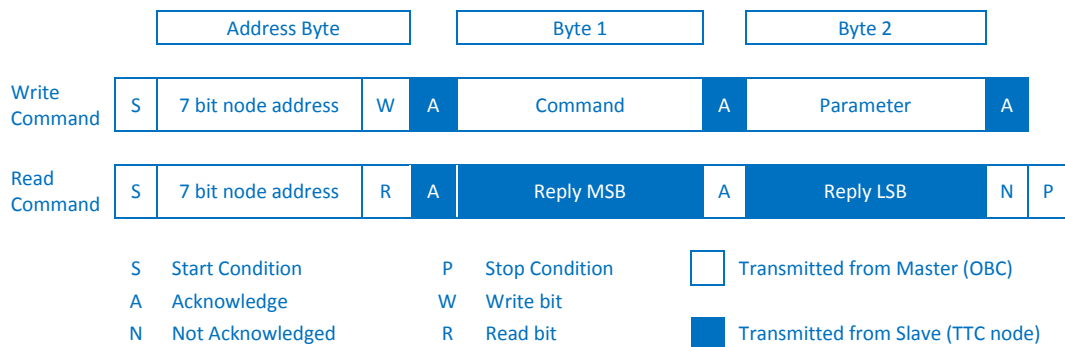 Address Byte Byte 1 Byte 2
Write Command S 7 bit node address W A Command A Parameter A
Read Command S 7 bit node address R A Reply MSB A Reply LSB N P
S Start Condition P Stop Condition Transmitted from Master (OBC)
A Acknowledge W Write bit
N Not Acknowledged R Read bit Transmitted from Slave (TTC node)